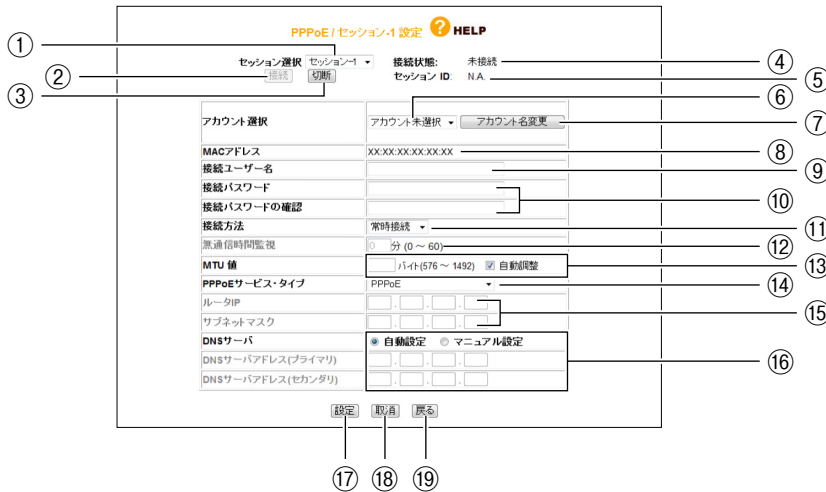 PPPoE / セッション-1 設定 ? HELP
① セッション選択 セッション-1 接続状態: 未接続 ④
② 接続 ③ 切断 セッション ID: N.A. ⑤
アカウント選択 アカウント未選択 ⑥ アカウント名変更 ⑦
MACアドレス XX:XX:XX:XX:XX:XX ⑧
接続ユーザー名 ⑨
接続パスワード ⑩
接続パスワードの確認
接続方法 常時接続 ⑪
無通信時間監視 0 分 (0 ～ 60) ⑫
MTU 値 バイト(576 ～ 1492) 自動調整 ⑬
PPPoEサービス・タイプ PPPoE ⑭
ルータIP . . . ⑮
サブネットマスク . . .
DNSサーバ 自動設定 マニュアル設定 ⑯
DNSサーバアドレス(プライマリ) . . .
DNSサーバアドレス(セカンダリ) . . .
設定 取消 戻る
⑰ ⑱ ⑲